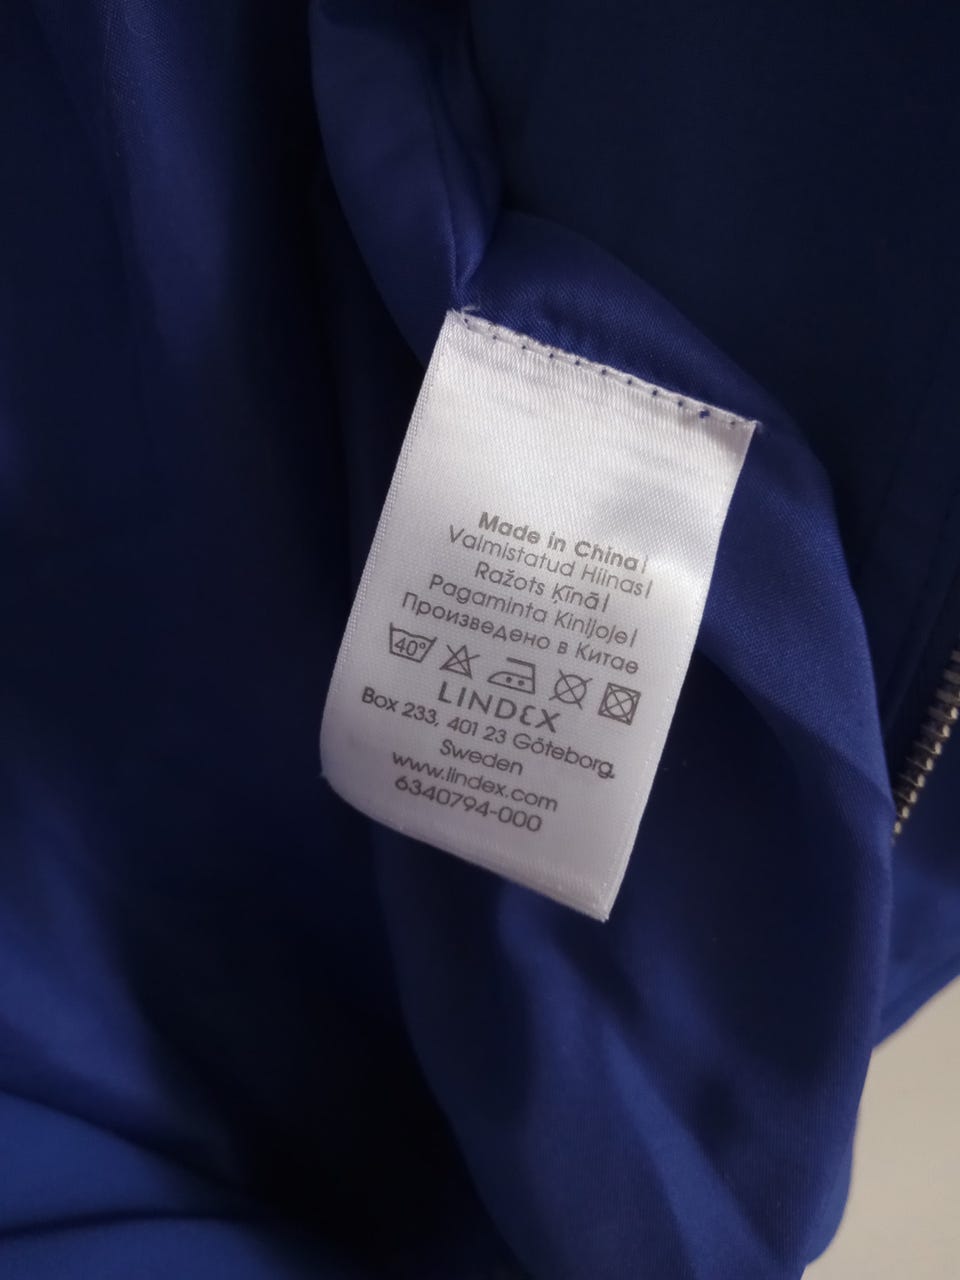 Made in China|
Valmistatud Hiinas|
Ražots Ķīnā|
Pagaminta Kinijoje|
Произведено в Китае
40°
LINDEX
Box 233, 401 23 Göteborg,
Sweden
www.lindex.com
6340794-000